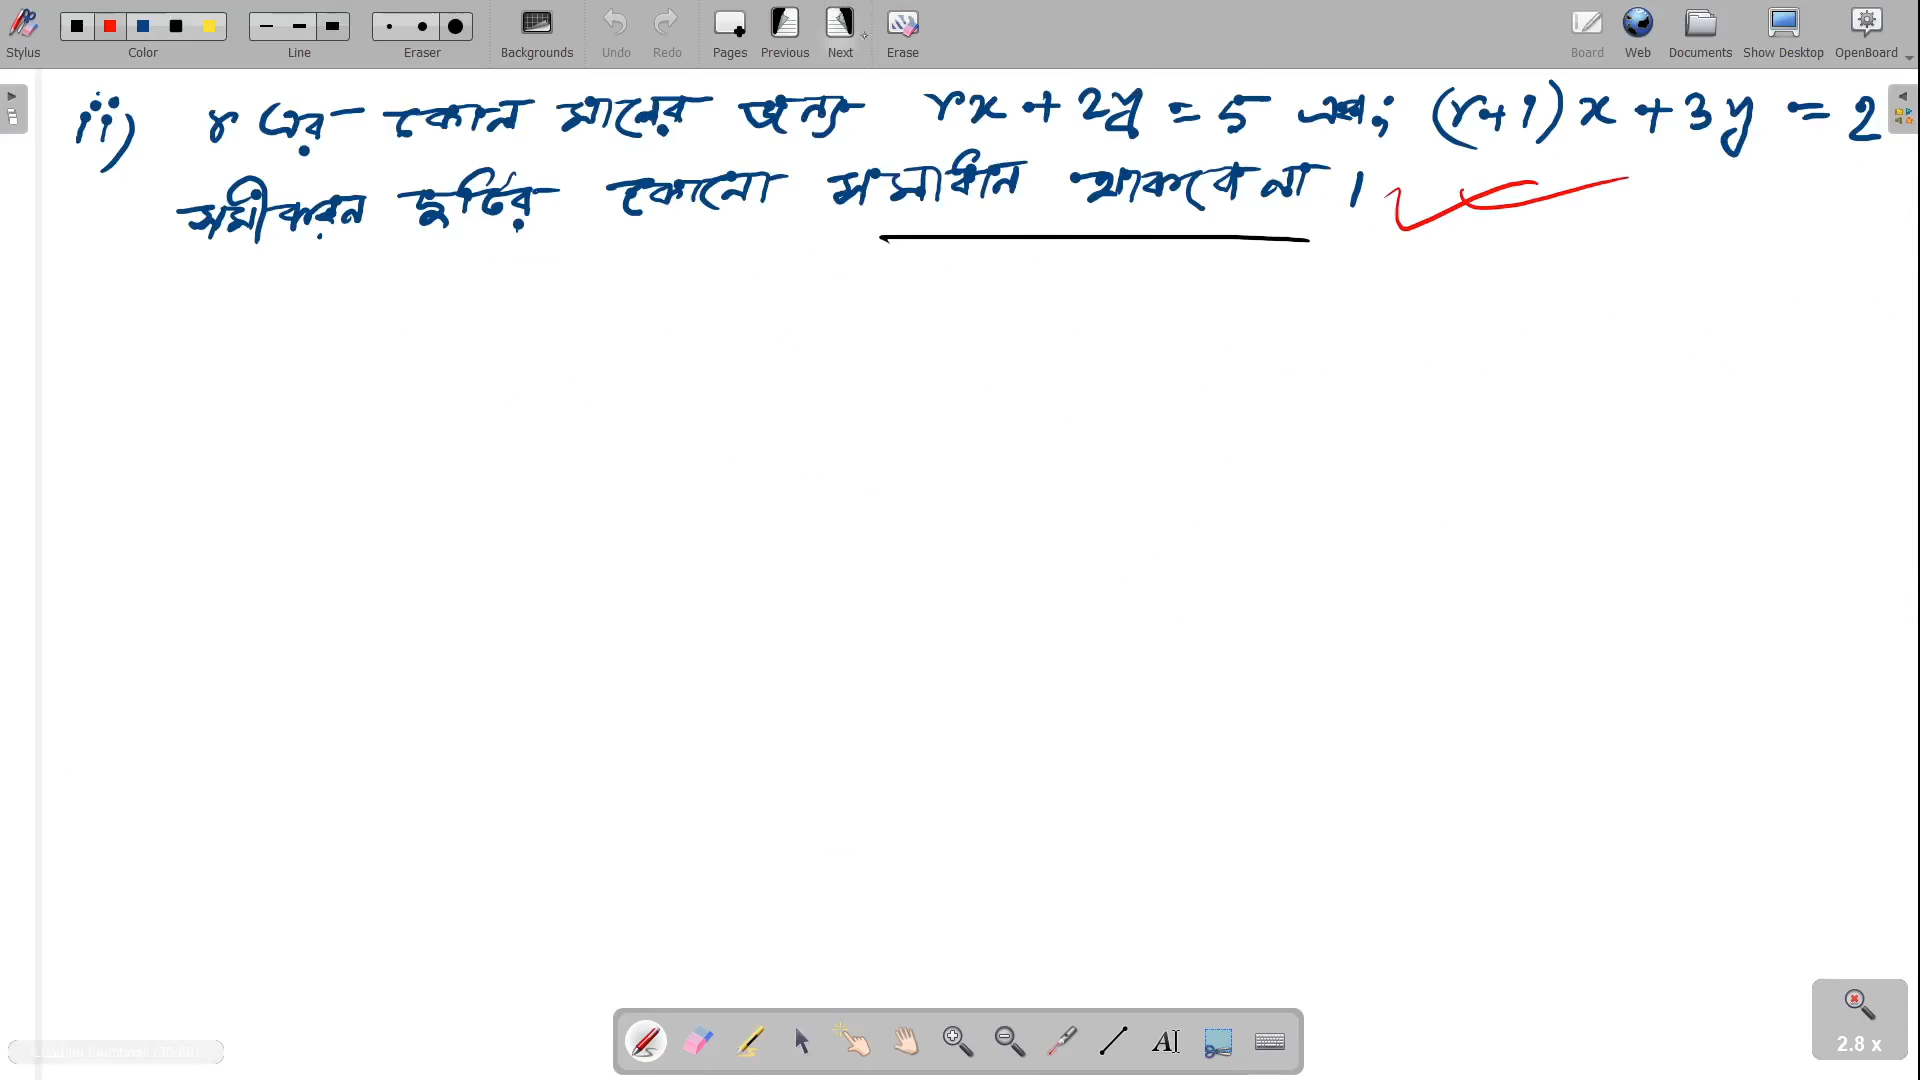 Stylus Color Line Eraser Backgrounds Undo Redo Pages Previous Next Erase Board Web Documents Show Desktop OpenBoard
ii) r এর কোন মানের জন্য rx + 2y = 5 এবং (r+1)x + 3y = 2
সমীকরন দুটির কোনো সমাধান থাকবে না ।
2.8 x